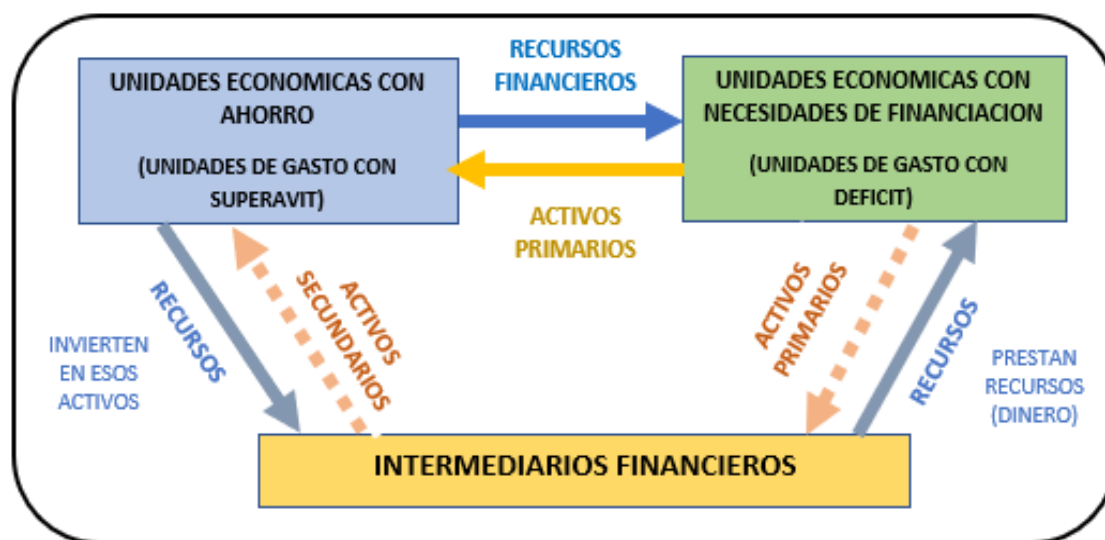 UNIDADES ECONOMICAS CON
AHORRO
(UNIDADES DE GASTO CON
SUPERAVIT)
RECURSOS
FINANCIEROS
ACTIVOS
PRIMARIOS
UNIDADES ECONOMICAS CON
NECESIDADES DE FINANCIACION
(UNIDADES DE GASTO CON
DEFICIT)
INVIERTEN
EN ESOS
ACTIVOS
RECURSOS
ACTIVOS
SECUNDARIOS
ACTIVOS
PRIMARIOS
RECURSOS
PRESTAN
RECURSOS
(DINERO)
INTERMEDIARIOS FINANCIEROS